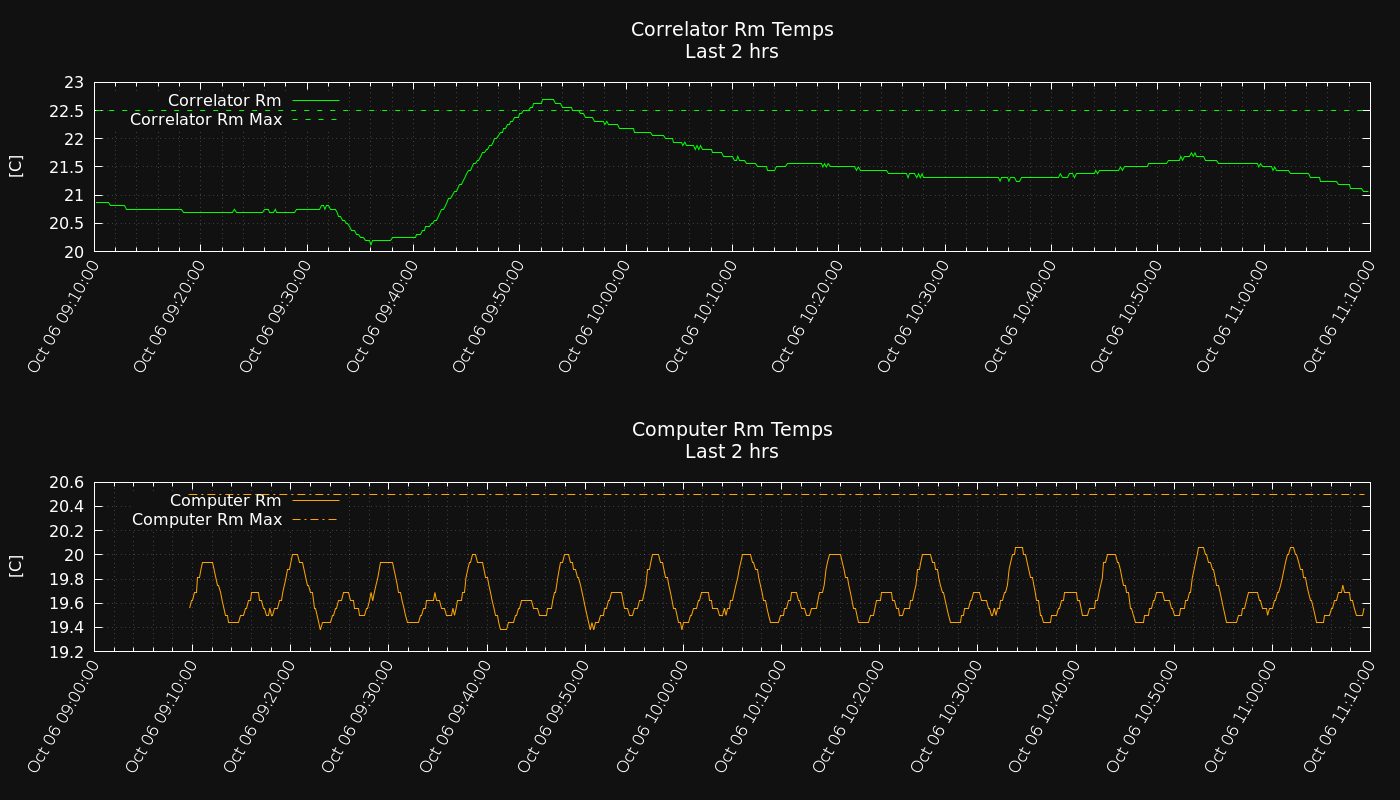 Correlator Rm Temps
Last 2 hrs
23
22.5
22
21.5
21
20.5
20
[C]
Correlator Rm
Correlator Rm Max
Oct 06 09:10:00
Oct 06 09:20:00
Oct 06 09:30:00
Oct 06 09:40:00
Oct 06 09:50:00
Oct 06 10:00:00
Oct 06 10:10:00
Oct 06 10:20:00
Oct 06 10:30:00
Oct 06 10:40:00
Oct 06 10:50:00
Oct 06 11:00:00
Oct 06 11:10:00
Computer Rm Temps
Last 2 hrs
20.6
20.4
20.2
20
19.8
19.6
19.4
19.2
[C]
Computer Rm
Computer Rm Max
Oct 06 09:00:00
Oct 06 09:10:00
Oct 06 09:20:00
Oct 06 09:30:00
Oct 06 09:40:00
Oct 06 09:50:00
Oct 06 10:00:00
Oct 06 10:10:00
Oct 06 10:20:00
Oct 06 10:30:00
Oct 06 10:40:00
Oct 06 10:50:00
Oct 06 11:00:00
Oct 06 11:10:00